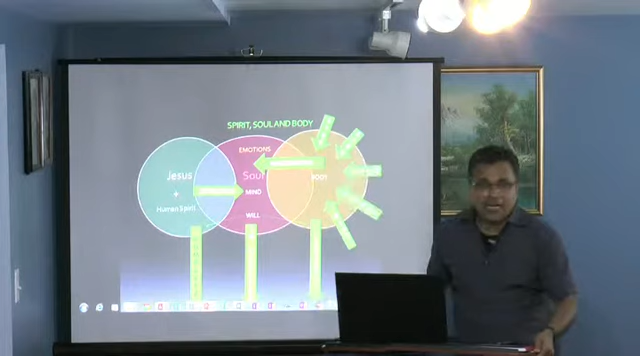 SPIRIT, SOUL AND BODY
EMOTIONS
Jesus
Soul
BODY
+
MIND
Human Spirit
WILL